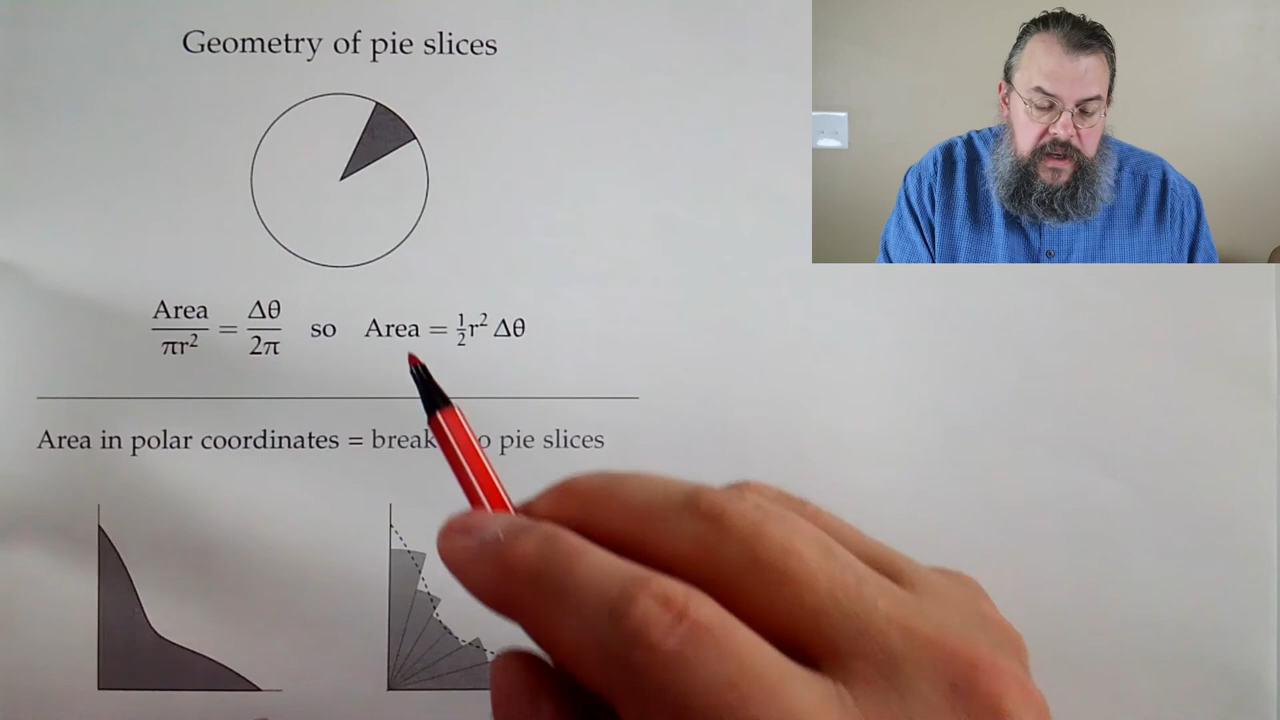 Geometry of pie slices
Area/πr² = Δθ/2π so Area = ½r² Δθ
Area in polar coordinates = break pie slices